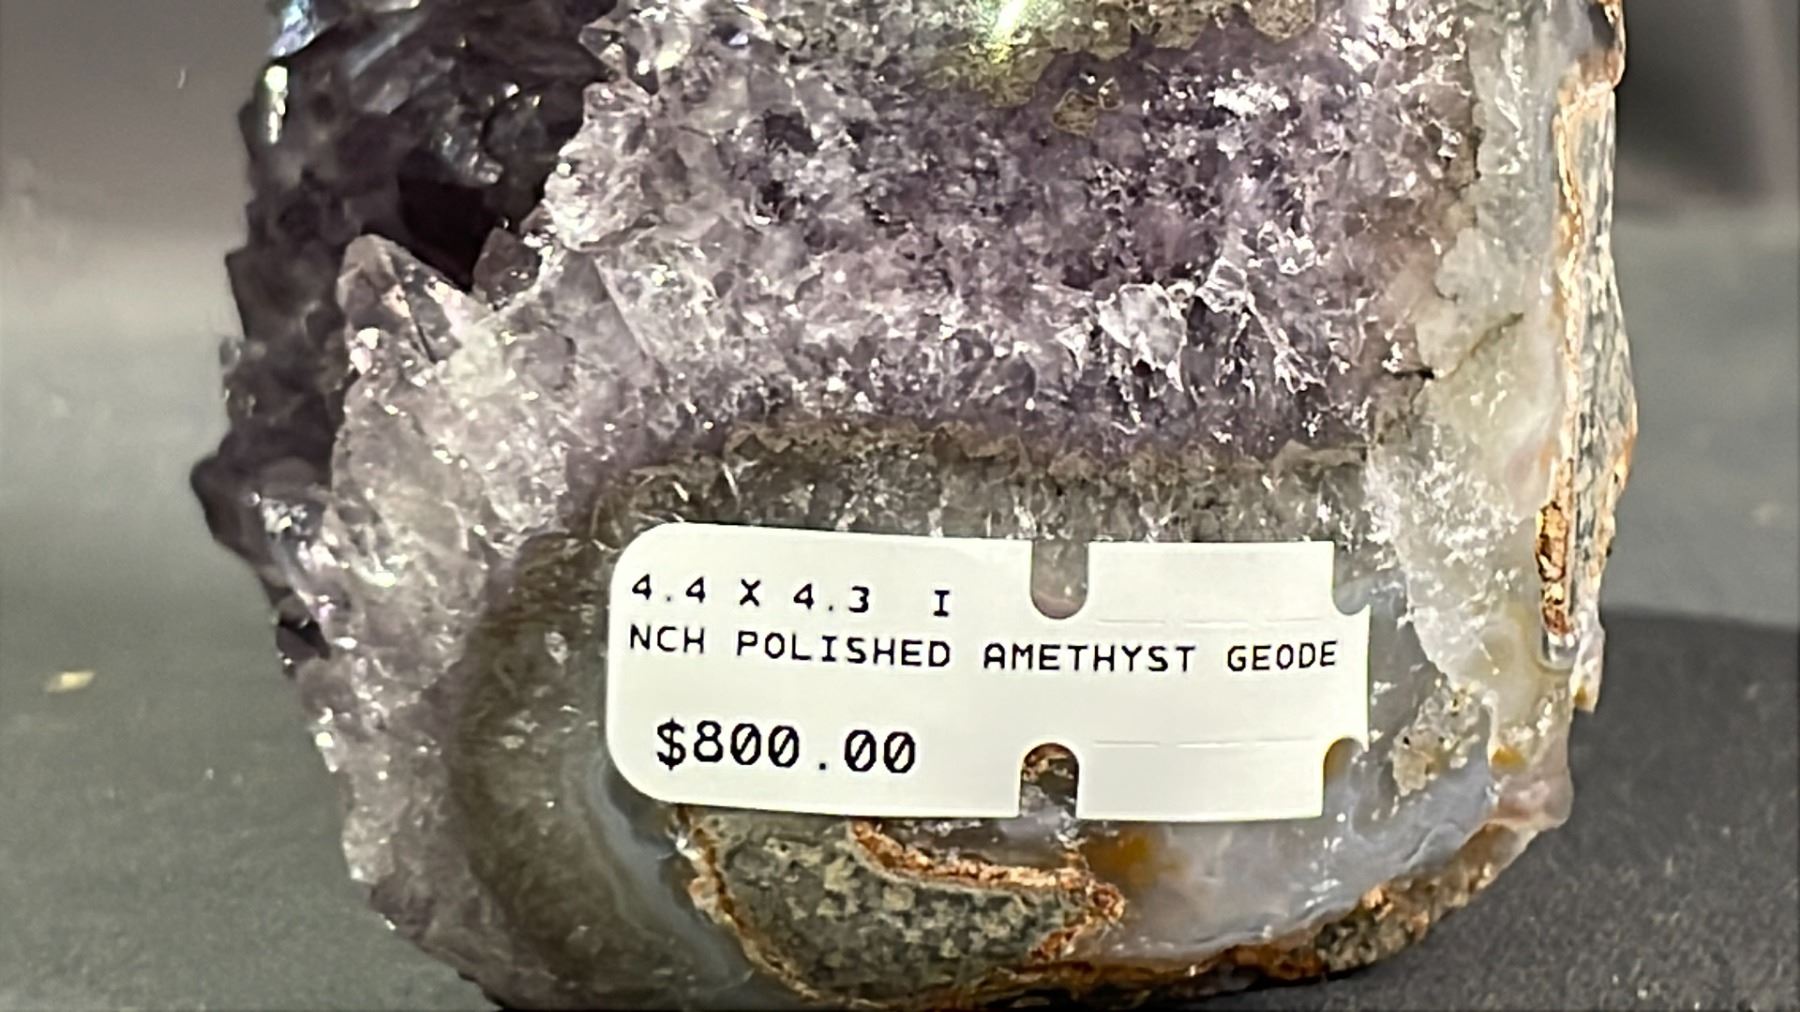 4.4 X 4.3 I
NCH POLISHED AMETHYST GEODE
$800.00